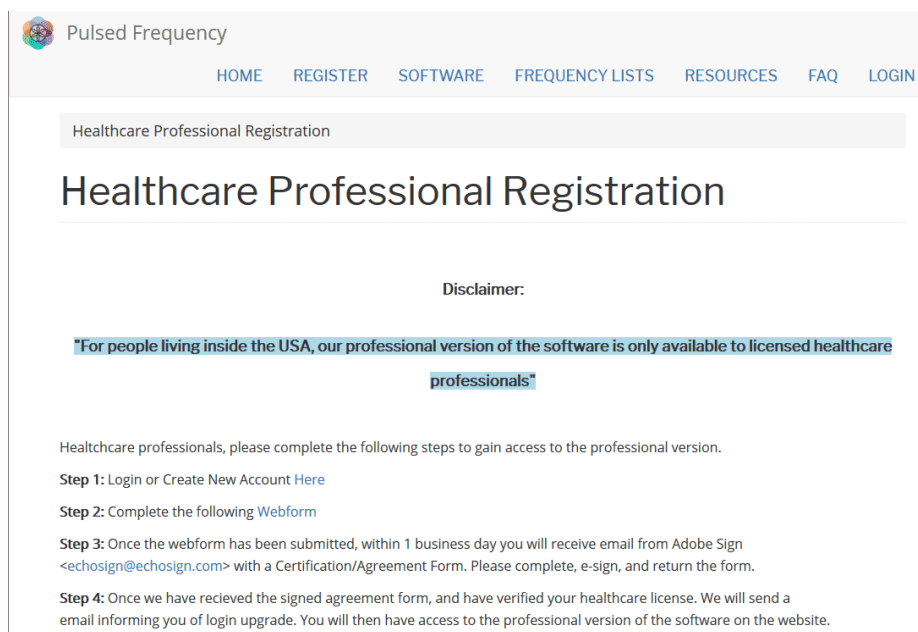 Pulsed Frequency
HOME REGISTER SOFTWARE FREQUENCY LISTS RESOURCES FAQ LOGIN
Healthcare Professional Registration
Healthcare Professional Registration
Disclaimer:
"For people living inside the USA, our professional version of the software is only available to licensed healthcare
professionals"
Healtchcare professionals, please complete the following steps to gain access to the professional version.
Step 1: Login or Create New Account Here
Step 2: Complete the following Webform
Step 3: Once the webform has been submitted, within 1 business day you will receive email from Adobe Sign
<echosign@echosign.com> with a Certification/Agreement Form. Please complete, e-sign, and return the form.
Step 4: Once we have recieved the signed agreement form, and have verified your healthcare license. We will send a
email informing you of login upgrade. You will then have access to the professional version of the software on the website.